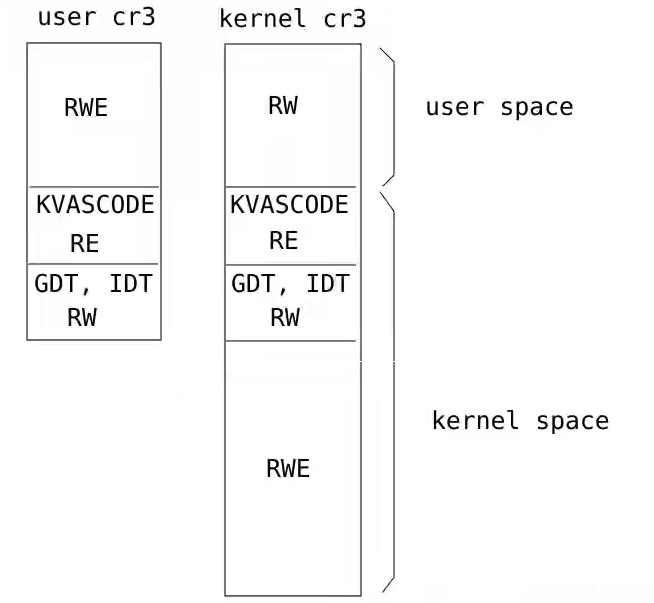 user cr3
kernel cr3
RWE
RW
user space
KVASCODE
RE
KVASCODE
RE
GDT, IDT
RW
GDT, IDT
RW
kernel space
RWE